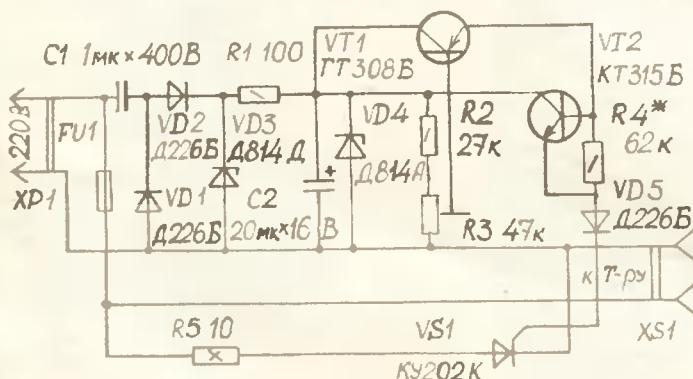 C1 1мк×400В
R1 100
VT1
ГТ308Б
VT2
КТ315Б
220В
FU1
XP1
VD2
Д226Б
VD3
Д814Д
VD4
Д814А
R2
27к
R4*
62к
VD1
Д226Б
C2
20мк×16В
+
R3 47к
VD5
Д226Б
к Т-ру
R5 10
VS1
КУ202К
XS1